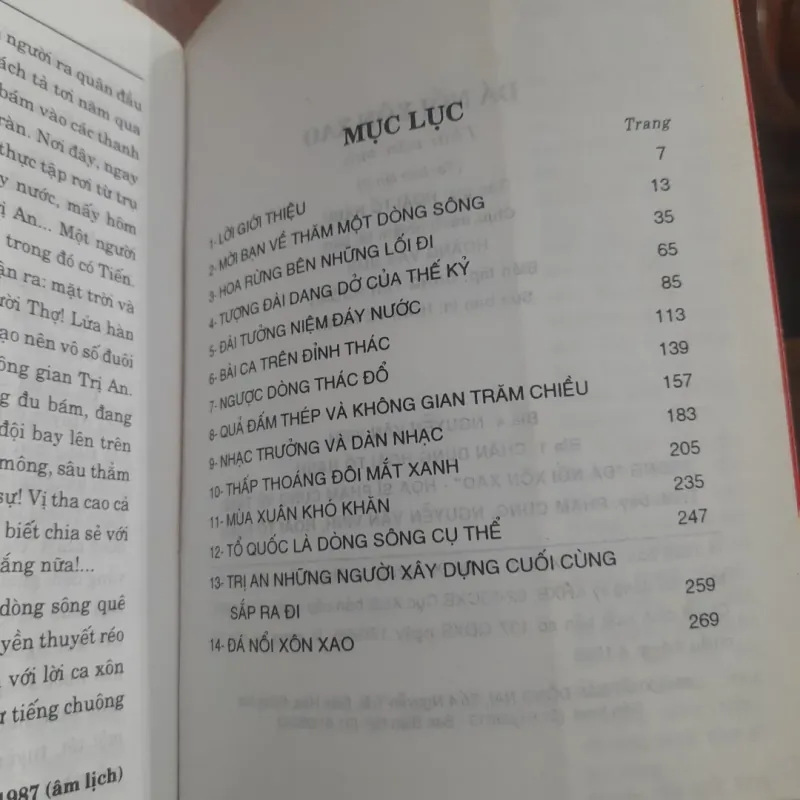 người ra quân đầu
ách tả tơi năm qua
bám vào các thanh
ràn. Nơi đây, ngay
thực tập rơi từ trụ
y nước, mấy hôm
ị An... Một người
trong đó có Tiến.
ận ra: mặt trời và
ười Thợ! Lửa hàn
ạo nên vô số đuôi
ông gian Trị An.
g đu bám, đang
đội bay lên trên
mông, sâu thẳm
sự! Vị tha cao cả
biết chia sẻ với
ắng nữa!...
dòng sông quê
yền thuyết réo
với lời ca xôn
ừ tiếng chuông
1987 (âm lịch)
MỤC LỤC
Trang
1- LỜI GIỚI THIỆU 7
2- MỜI BẠN VỀ THĂM MỘT DÒNG SÔNG 13
3- HOA RỪNG BÊN NHỮNG LỐI ĐI 35
4- TƯỢNG ĐÀI DANG DỞ CỦA THẾ KỶ 65
5- ĐÀI TƯỞNG NIỆM ĐÁY NƯỚC 85
6- BÀI CA TRÊN ĐỈNH THÁC 113
7- NGƯỢC DÒNG THÁC ĐỔ 139
8- QUẢ ĐẤM THÉP VÀ KHÔNG GIAN TRĂM CHIỀU 157
9- NHẠC TRƯỞNG VÀ DÀN NHẠC 183
10- THẤP THOÁNG ĐÔI MẮT XANH 205
11- MÙA XUÂN KHÓ KHĂN 235
12- TỔ QUỐC LÀ DÒNG SÔNG CỤ THỂ 247
13- TRỊ AN NHỮNG NGƯỜI XÂY DỰNG CUỐI CÙNG
SẮP RA ĐI 259
14- ĐÁ NỔI XÔN XAO 269